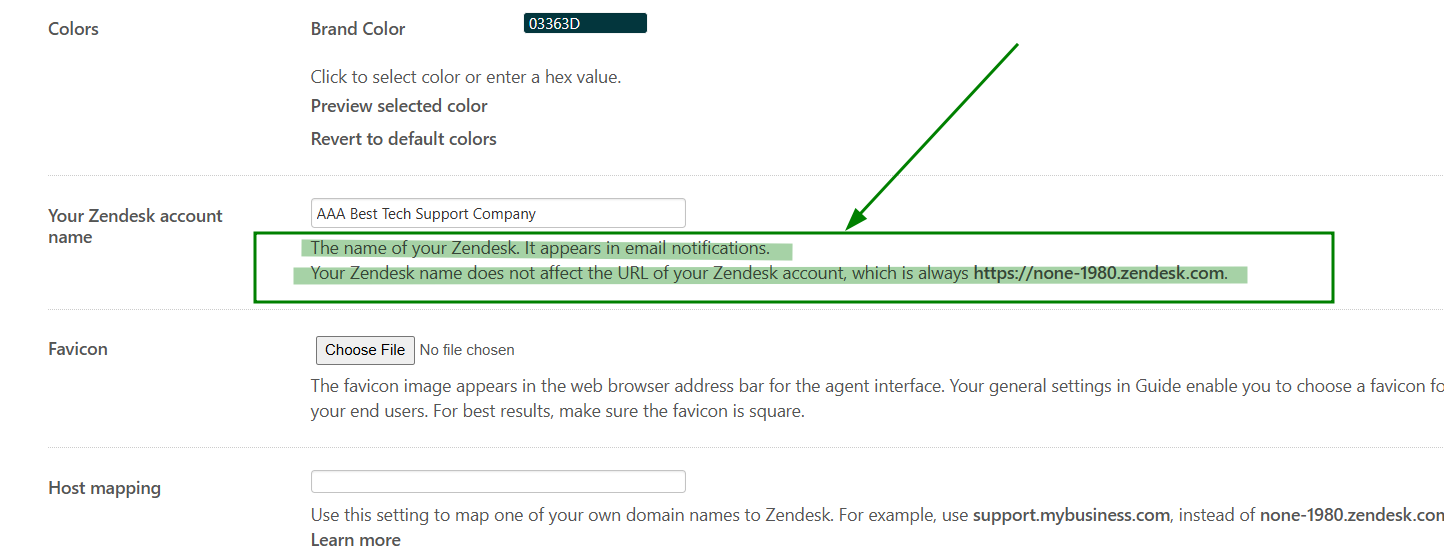 Colors
Brand Color
03363D
Click to select color or enter a hex value.
Preview selected color
Revert to default colors
Your Zendesk account
name
AAA Best Tech Support Company
The name of your Zendesk. It appears in email notifications.
Your Zendesk name does not affect the URL of your Zendesk account, which is always https://none-1980.zendesk.com.
Favicon
Choose File No file chosen
The favicon image appears in the web browser address bar for the agent interface. Your general settings in Guide enable you to choose a favicon fo
your end users. For best results, make sure the favicon is square.
Host mapping
Use this setting to map one of your own domain names to Zendesk. For example, use support.mybusiness.com, instead of none-1980.zendesk.com
Learn more